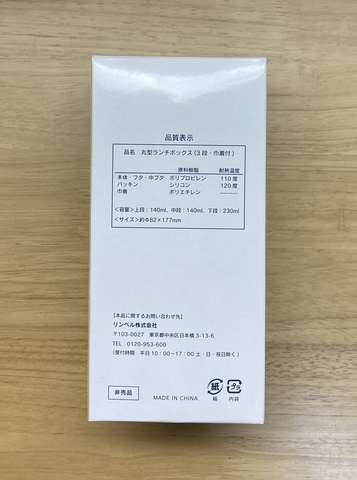 品質表示
品名 丸型ランチボックス(3段・巾着付)
原料樹脂 耐熱温度
本体・フタ・中ブタ ポリプロピレン 110度
パッキン シリコン 120度
巾着 ポリエチレン -------
<容量>上段:140ml、中段:140ml、下段:230ml
<サイズ>約Φ82×177mm
【本品に関するお問い合わせ先】
リンベル株式会社
〒103-0027 東京都中央区日本橋3-13-6
TEL 0120-953-600
(受付時間 平日10:00~17:00 土・日・祝日除く)
非売品
MADE IN CHINA
紙 プラ
箱 内袋